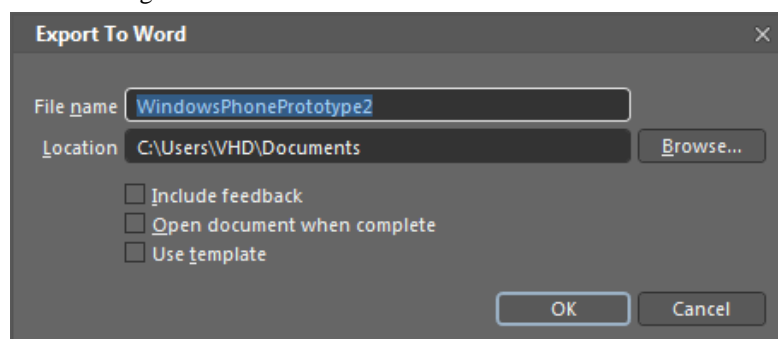 Export To Word
File name WindowsPhonePrototype2
Location C:\Users\VHD\Documents Browse...
Include feedback
Open document when complete
Use template
OK Cancel